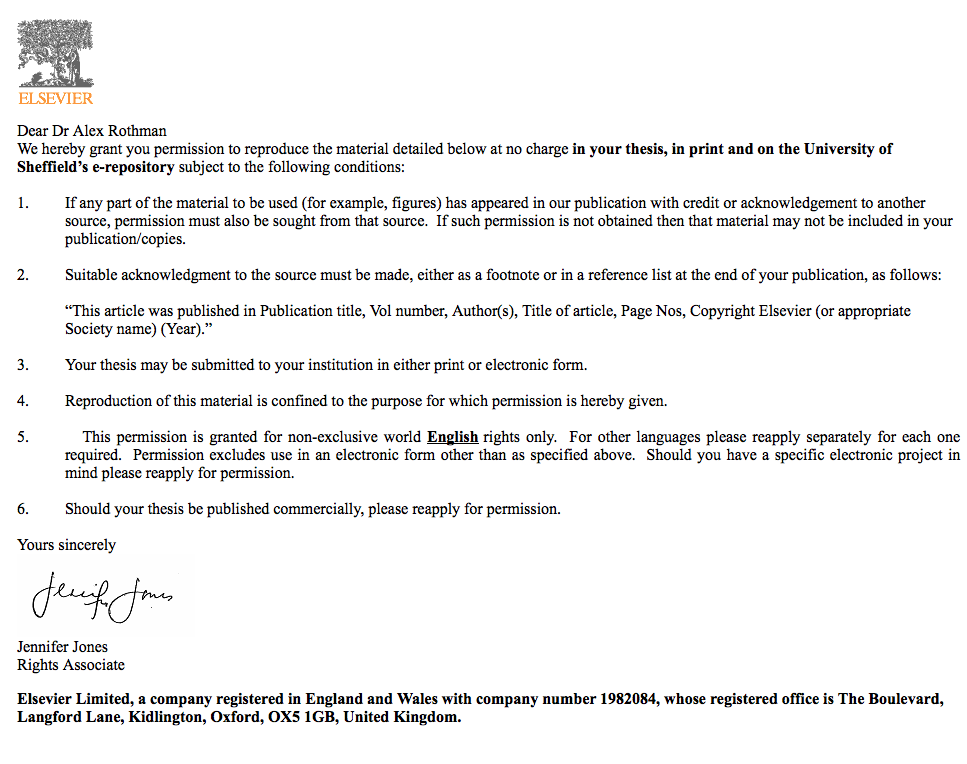 ELSEVIER
Dear Dr Alex Rothman
We hereby grant you permission to reproduce the material detailed below at no charge in your thesis, in print and on the University of
Sheffield’s e-repository subject to the following conditions:
1. If any part of the material to be used (for example, figures) has appeared in our publication with credit or acknowledgement to another
source, permission must also be sought from that source.  If such permission is not obtained then that material may not be included in your
publication/copies.
2. Suitable acknowledgment to the source must be made, either as a footnote or in a reference list at the end of your publication, as follows:
“This article was published in Publication title, Vol number, Author(s), Title of article, Page Nos, Copyright Elsevier (or appropriate
Society name) (Year).”
3. Your thesis may be submitted to your institution in either print or electronic form.
4. Reproduction of this material is confined to the purpose for which permission is hereby given.
5. This permission is granted for non-exclusive world English rights only.  For other languages please reapply separately for each one
required.  Permission excludes use in an electronic form other than as specified above.  Should you have a specific electronic project in
mind please reapply for permission.
6. Should your thesis be published commercially, please reapply for permission.
Yours sincerely
Jennifer Jones
Jennifer Jones
Rights Associate
Elsevier Limited, a company registered in England and Wales with company number 1982084, whose registered office is The Boulevard,
Langford Lane, Kidlington, Oxford, OX5 1GB, United Kingdom.